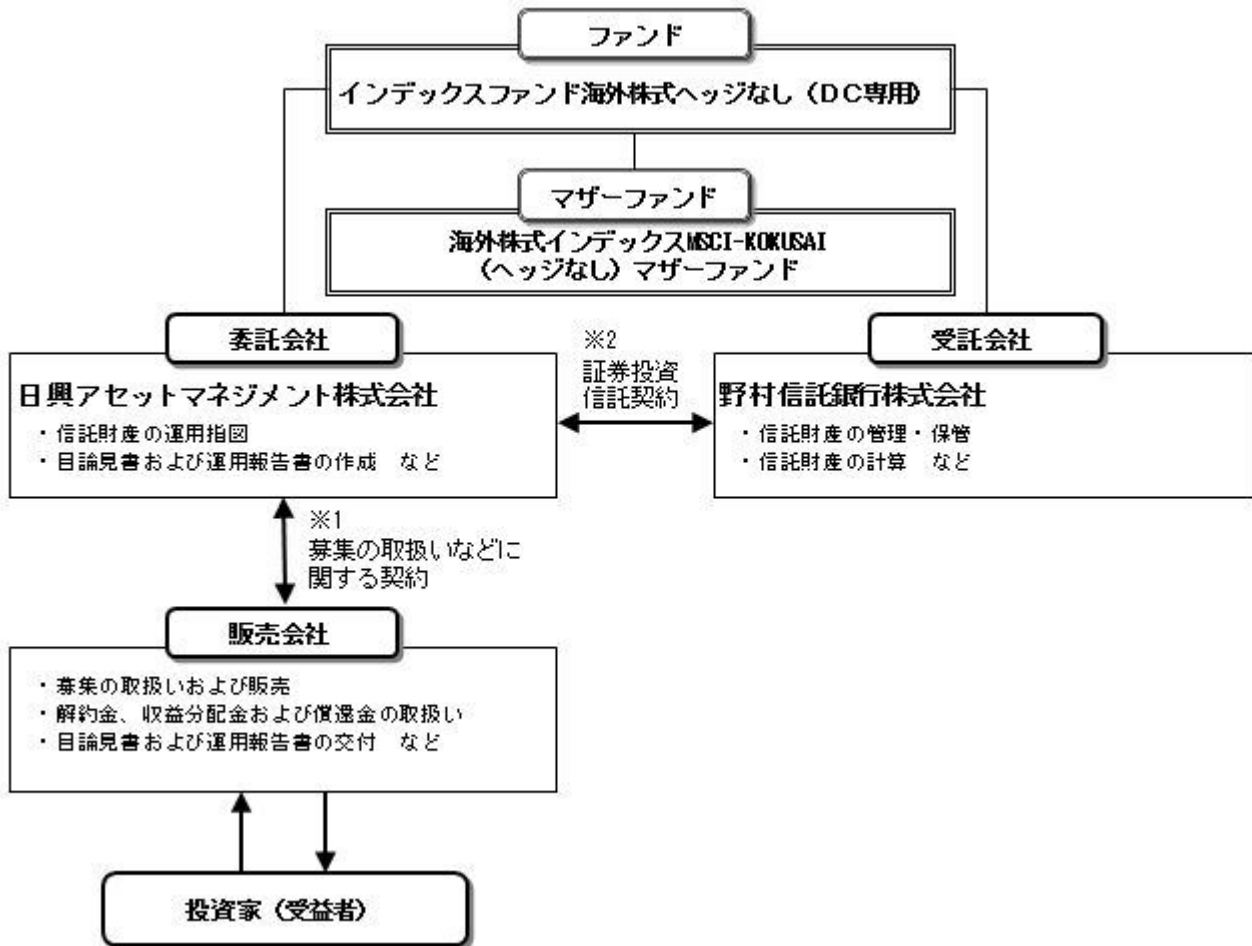 ファンド
インデックスファンド海外株式ヘッジなし（DC専用）
マザーファンド
海外株式インデックスMSCI-KOKUSAI
（ヘッジなし）マザーファンド
委託会社
日興アセットマネジメント株式会社
・信託財産の運用指図
・目論見書および運用報告書の作成　など
※2
証券投資
信託契約
受託会社
野村信託銀行株式会社
・信託財産の管理・保管
・信託財産の計算　など
※1
募集の取扱いなどに
関する契約
販売会社
・募集の取扱いおよび販売
・解約金、収益分配金および償還金の取扱い
・目論見書および運用報告書の交付　など
投資家（受益者）